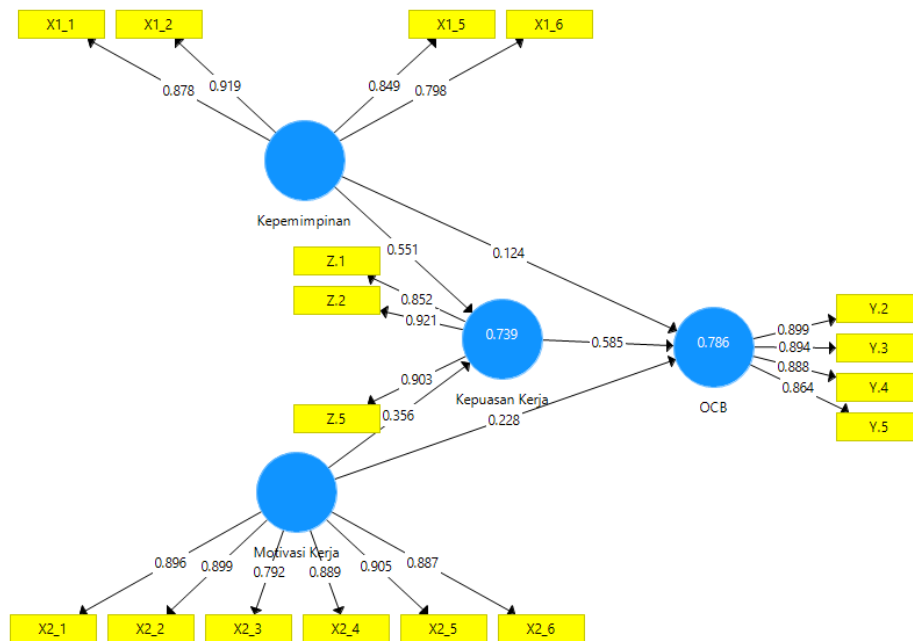 X1_1
X1_2
X1_5
X1_6
0.878
0.919
0.849
0.798
Kepemimpinan
0.551
0.124
Z.1
Z.2
0.852
0.921
0.739
0.585
0.786
Kepuasan Kerja
OCB
Y.2
Y.3
Y.4
Y.5
0.899
0.894
0.888
0.864
0.903
Z.5
0.356
0.228
Motivasi Kerja
0.896
0.899
0.792
0.889
0.905
0.887
X2_1
X2_2
X2_3
X2_4
X2_5
X2_6